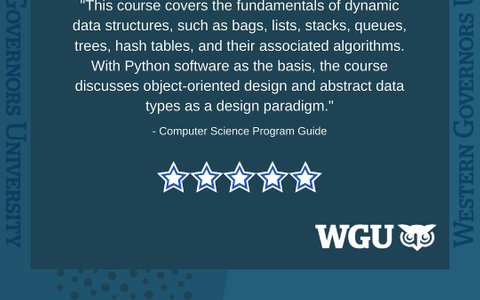 "This course covers the fundamentals of dynamic
data structures, such as bags, lists, stacks, queues,
trees, hash tables, and their associated algorithms.
With Python software as the basis, the course
discusses object-oriented design and abstract data
types as a design paradigm."
- Computer Science Program Guide
WGU
Governors University
Western Governors U